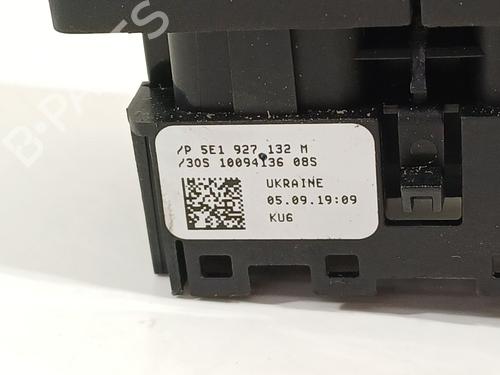 /P 5E1 927 132 M
/30S 10094136 08S
UKRAINE
05.09.19:09
KU6
B-PARTS